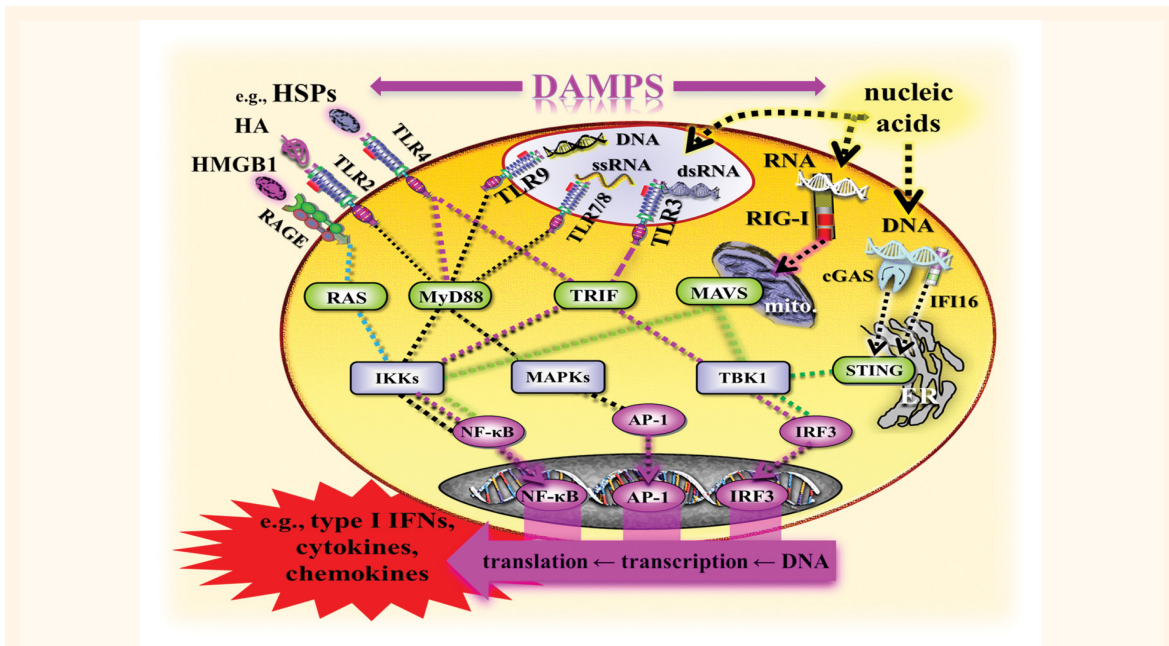 DAMPS
e.g., HSPs
HA
HMGB1
TLR4
TLR2
RAGE
nucleic
acids
DNA
ssRNA
dsRNA
TLR9
TLR7/8
TLR3
RNA
RIG-I
DNA
cGAS
IFI16
RAS
MyD88
TRIF
MAVS
mito.
IKKs
MAPKs
TBK1
STING
ER
NF-κB
AP-1
IRF3
NF-κB
AP-1
IRF3
e.g., type I IFNs,
cytokines,
chemokines
translation ← transcription ← DNA